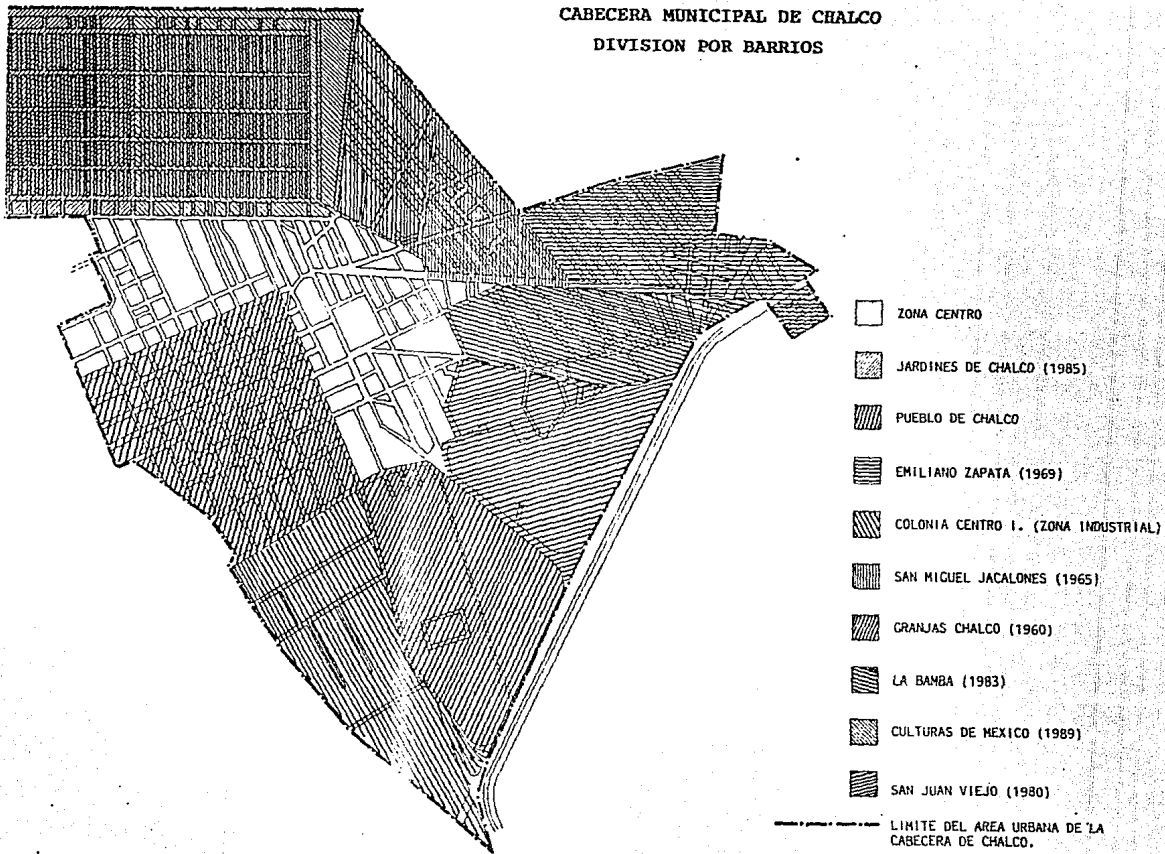 CABECERA MUNICIPAL DE CHALCO
DIVISION POR BARRIOS
ZONA CENTRO
JARDINES DE CHALCO (1985)
PUEBLO DE CHALCO
EMILIANO ZAPATA (1969)
COLONIA CENTRO I. (ZONA INDUSTRIAL)
SAN MIGUEL JACALONES (1965)
GRANJAS CHALCO (1960)
LA BAMBA (1983)
CULTURAS DE MEXICO (1989)
SAN JUAN VIEJO (1980)
LIMITE DEL AREA URBANA DE LA
CABECERA DE CHALCO.